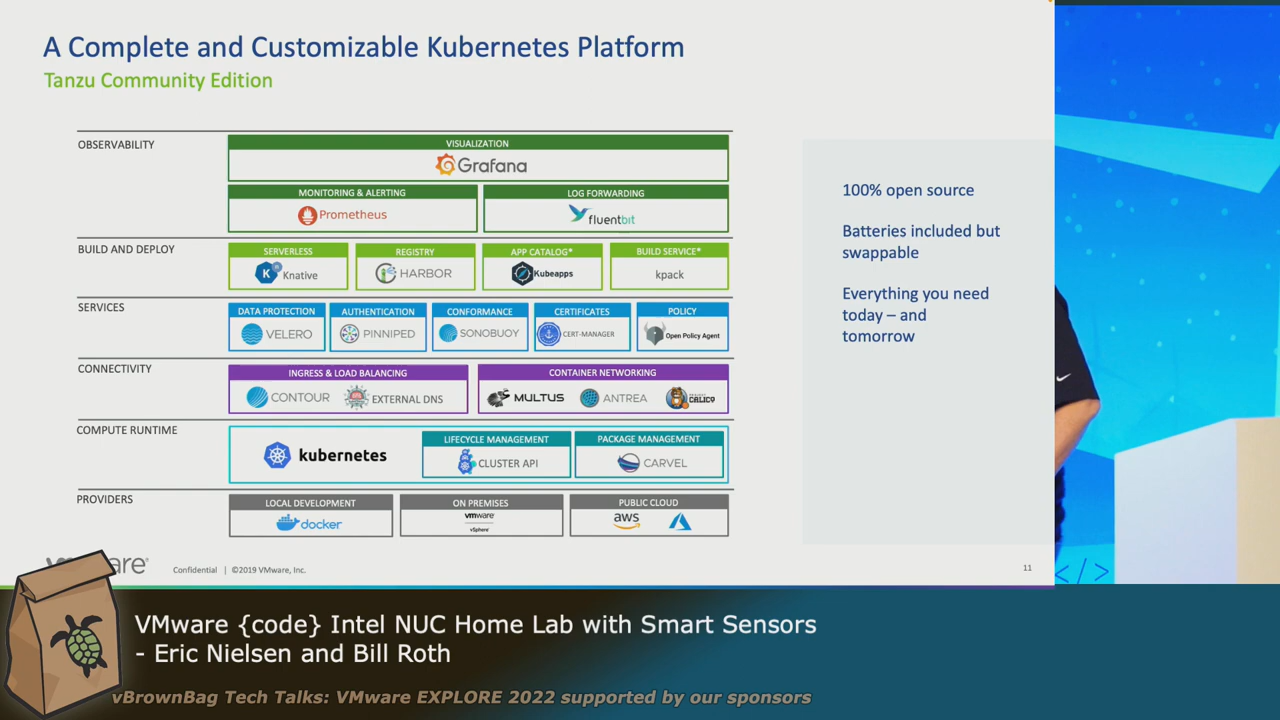 A Complete and Customizable Kubernetes Platform
Tanzu Community Edition
OBSERVABILITY
VISUALIZATION
Grafana
MONITORING & ALERTING
LOG FORWARDING
Prometheus
fluentbit
BUILD AND DEPLOY
SERVERLESS
REGISTRY
APP CATALOG*
BUILD SERVICE*
Knative
HARBOR
Kubeapps
kpack
SERVICES
DATA PROTECTION
AUTHENTICATION
CONFORMANCE
CERTIFICATES
POLICY
VELERO
PINNIPED
SONOBUOY
CERT-MANAGER
Open Policy Agent
CONNECTIVITY
INGRESS & LOAD BALANCING
CONTAINER NETWORKING
CONTOUR
EXTERNAL DNS
MULTUS
ANTREA
CALICO
COMPUTE RUNTIME
kubernetes
LIFECYCLE MANAGEMENT
PACKAGE MANAGEMENT
CLUSTER API
CARVEL
PROVIDERS
LOCAL DEVELOPMENT
ON PREMISES
PUBLIC CLOUD
docker
vmware
vSphere
aws
100% open source
Batteries included but
swappable
Everything you need
today – and
tomorrow
Confidential | ©2019 VMware, Inc.
11
</>
VMware {code} Intel NUC Home Lab with Smart Sensors
- Eric Nielsen and Bill Roth
vBrownBag Tech Talks: VMware EXPLORE 2022 supported by our sponsors